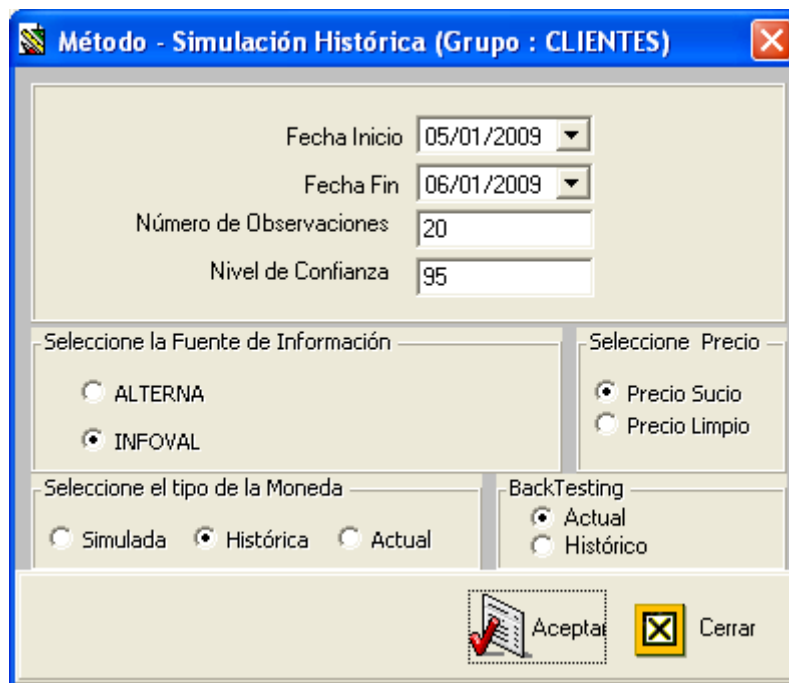 Método - Simulación Histórica (Grupo : CLIENTES)
Fecha Inicio 05/01/2009
Fecha Fin 06/01/2009
Número de Observaciones 20
Nivel de Confianza 95
Seleccione la Fuente de Información
ALTERNA
INFOVAL
Seleccione Precio
Precio Sucio
Precio Limpio
Seleccione el tipo de la Moneda
Simulada Histórica Actual
BackTesting
Actual
Histórico
Aceptar Cerrar